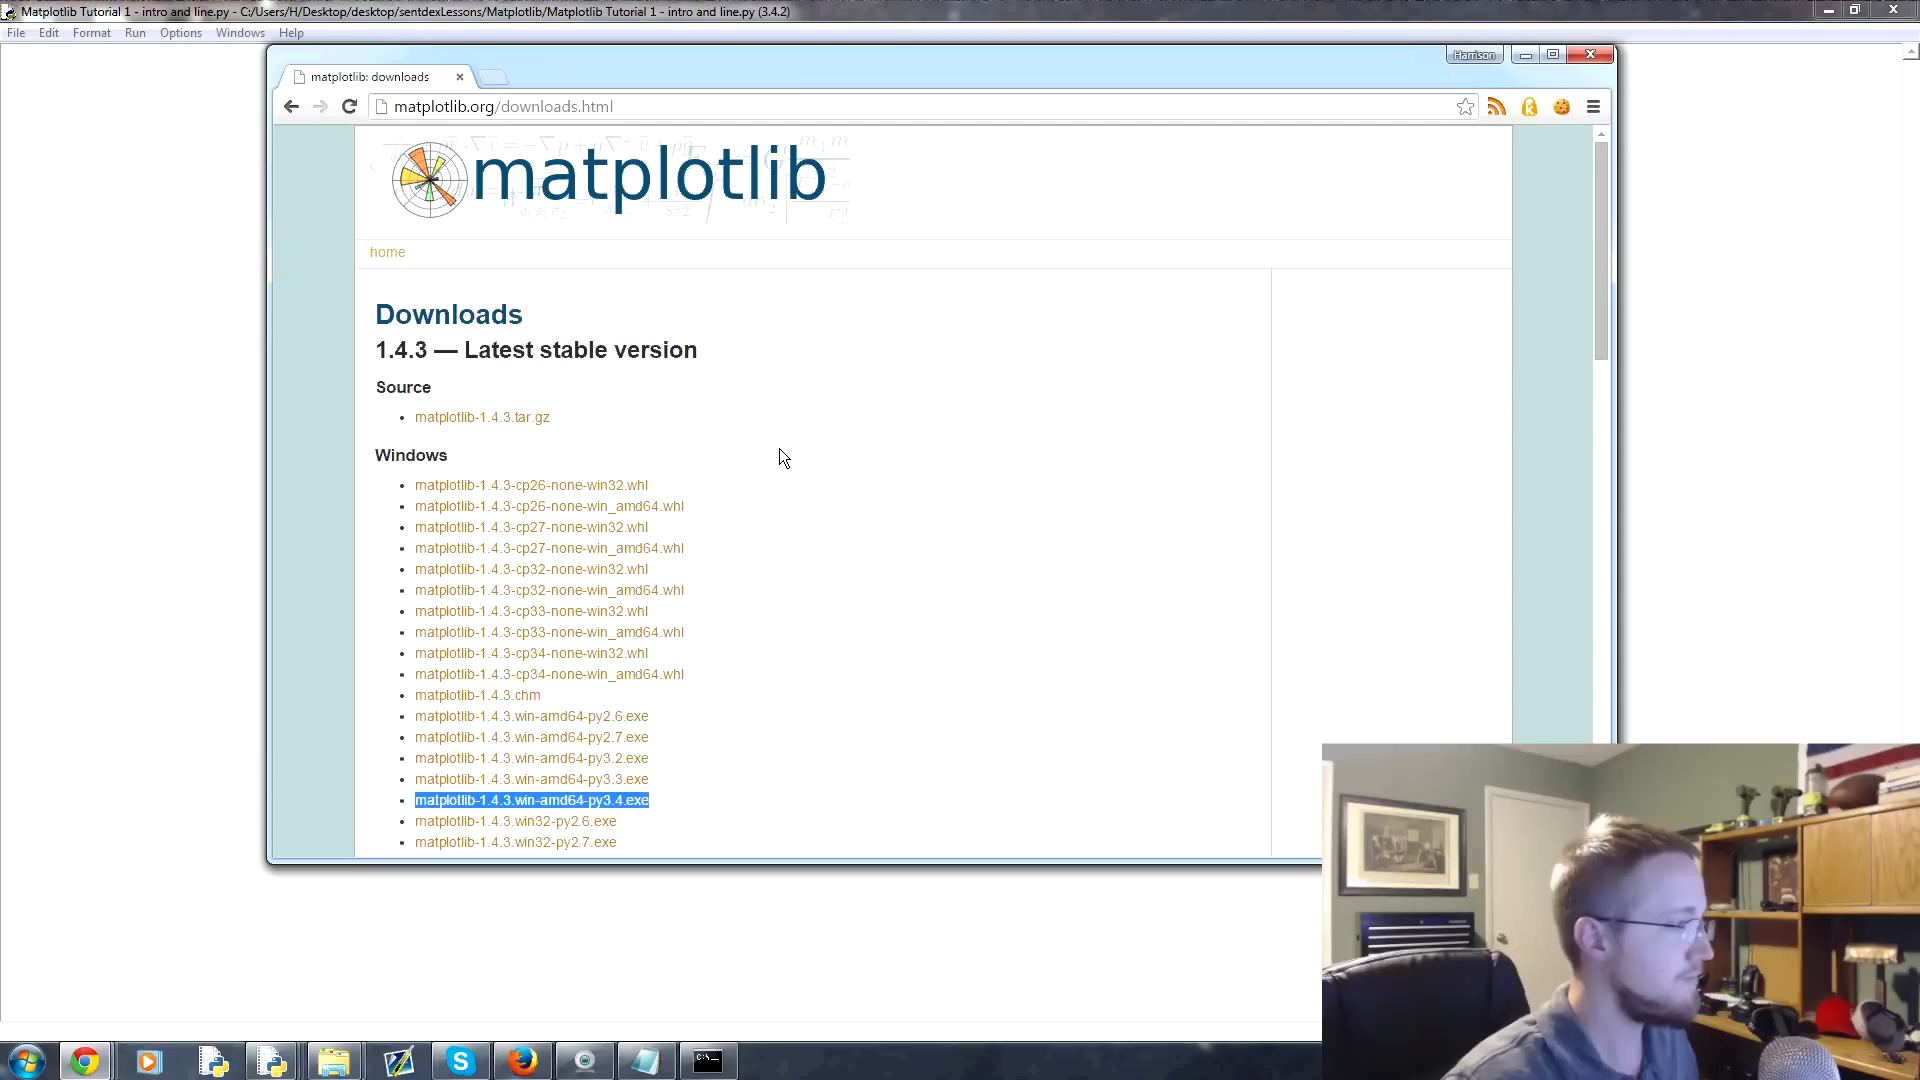 Matplotlib Tutorial 1 - intro and line.py - C:/Users/H/Desktop/desktop/sentdexLessons/Matplotlib/Matplotlib Tutorial 1 - intro and line.py (3.4.2)
File Edit Format Run Options Windows Help
Harrison
matplotlib: downloads
matplotlib.org/downloads.html
matplotlib
home
Downloads
1.4.3 — Latest stable version
Source
matplotlib-1.4.3.tar.gz
Windows
matplotlib-1.4.3-cp26-none-win32.whl
matplotlib-1.4.3-cp26-none-win_amd64.whl
matplotlib-1.4.3-cp27-none-win32.whl
matplotlib-1.4.3-cp27-none-win_amd64.whl
matplotlib-1.4.3-cp32-none-win32.whl
matplotlib-1.4.3-cp32-none-win_amd64.whl
matplotlib-1.4.3-cp33-none-win32.whl
matplotlib-1.4.3-cp33-none-win_amd64.whl
matplotlib-1.4.3-cp34-none-win32.whl
matplotlib-1.4.3-cp34-none-win_amd64.whl
matplotlib-1.4.3.chm
matplotlib-1.4.3.win-amd64-py2.6.exe
matplotlib-1.4.3.win-amd64-py2.7.exe
matplotlib-1.4.3.win-amd64-py3.2.exe
matplotlib-1.4.3.win-amd64-py3.3.exe
matplotlib-1.4.3.win-amd64-py3.4.exe
matplotlib-1.4.3.win32-py2.6.exe
matplotlib-1.4.3.win32-py2.7.exe